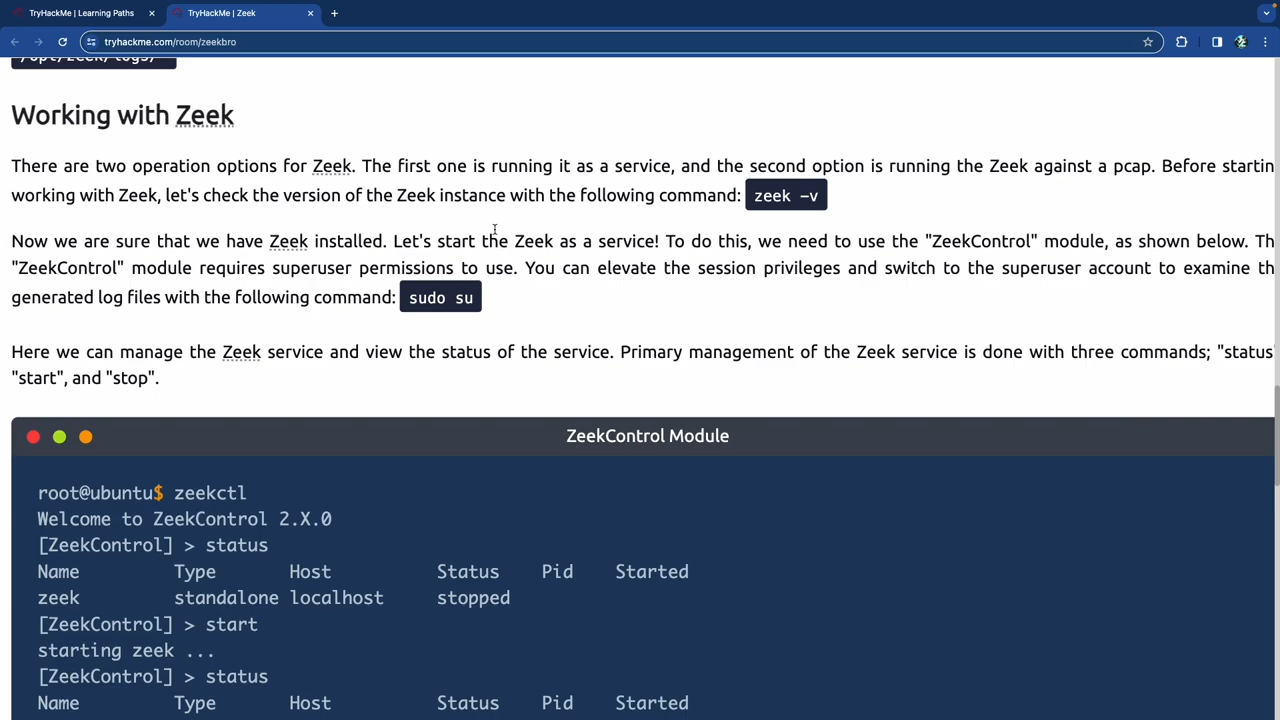 TryHackMe | Learning Paths
TryHackMe | Zeek
tryhackme.com/room/zeekbro
/opt/zeek/logs/
Working with Zeek
There are two operation options for Zeek. The first one is running it as a service, and the second option is running the Zeek against a pcap. Before startin
working with Zeek, let's check the version of the Zeek instance with the following command: zeek -v
Now we are sure that we have Zeek installed. Let's start the Zeek as a service! To do this, we need to use the "ZeekControl" module, as shown below. Th
"ZeekControl" module requires superuser permissions to use. You can elevate the session privileges and switch to the superuser account to examine th
generated log files with the following command: sudo su
Here we can manage the Zeek service and view the status of the service. Primary management of the Zeek service is done with three commands; "status"
"start", and "stop".
ZeekControl Module
root@ubuntu$ zeekctl
Welcome to ZeekControl 2.X.0
[ZeekControl] > status
Name Type Host Status Pid Started
zeek standalone localhost stopped
[ZeekControl] > start
starting zeek ...
[ZeekControl] > status
Name Type Host Status Pid Started